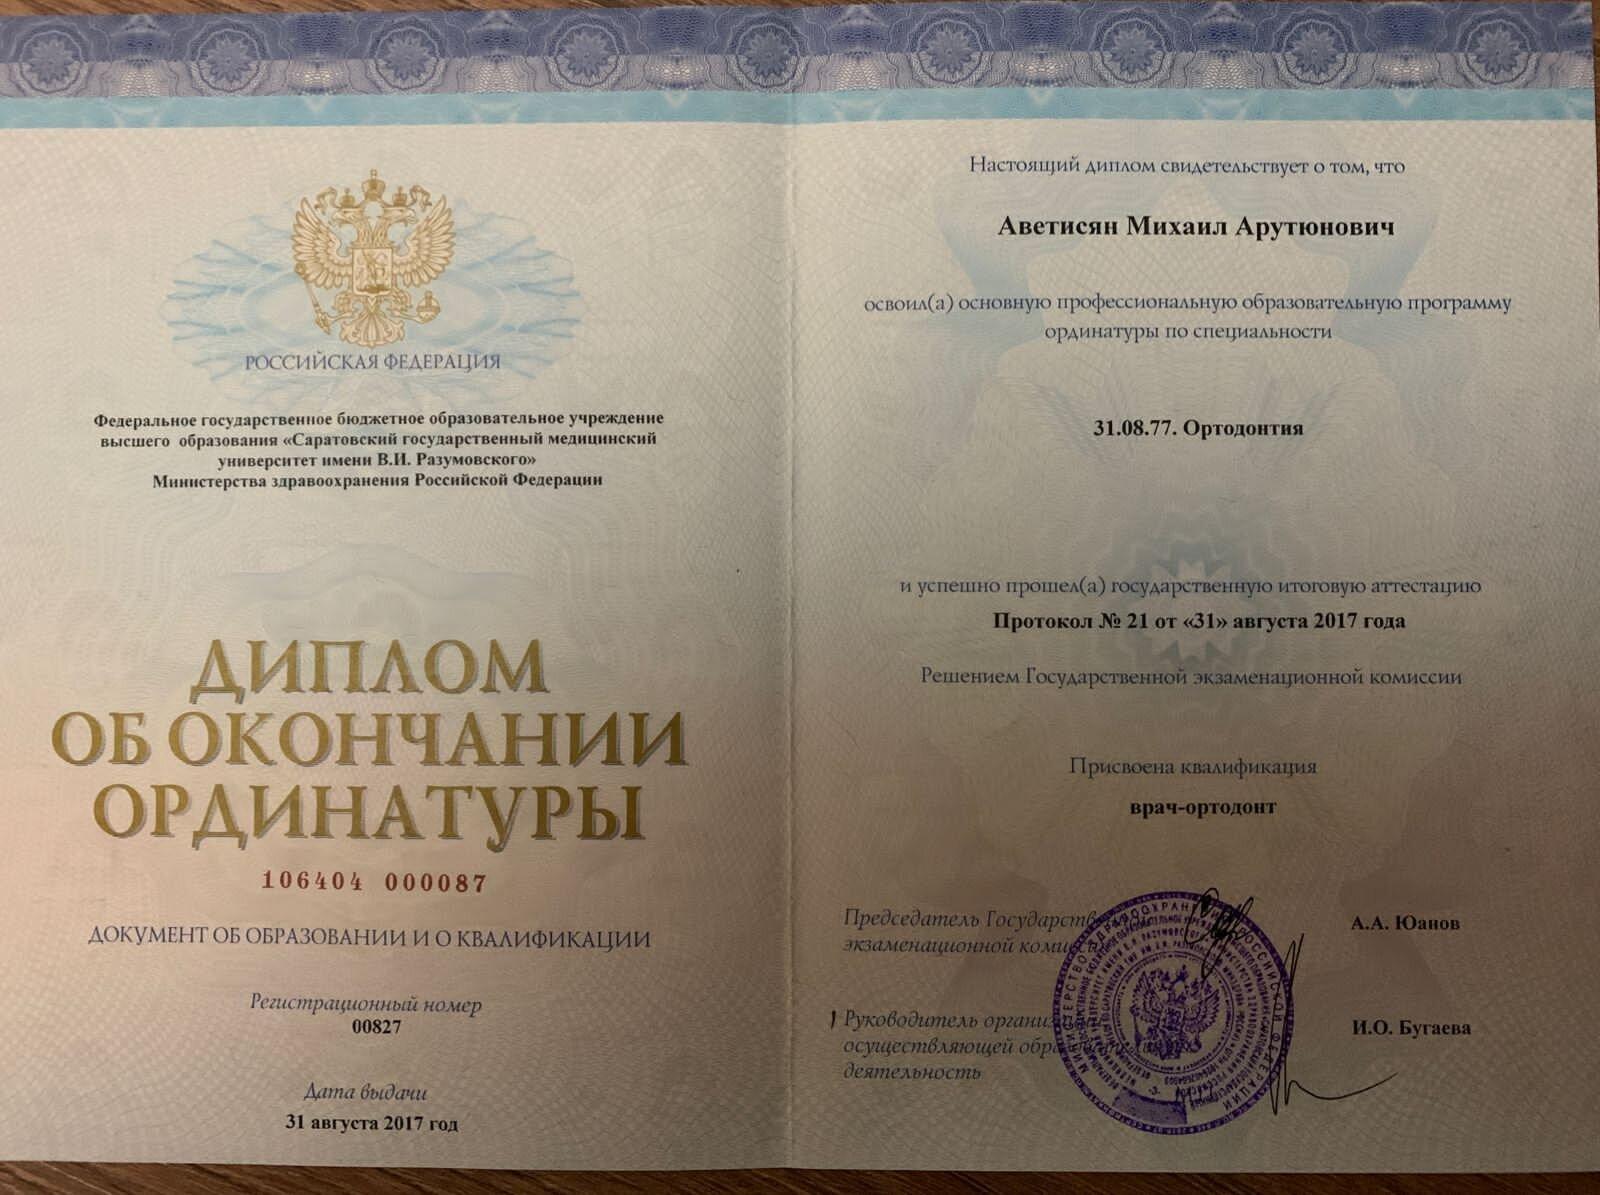 РОССИЙСКАЯ ФЕДЕРАЦИЯ
Федеральное государственное бюджетное образовательное учреждение
высшего образования «Саратовский государственный медицинский
университет имени В.И. Разумовского»
Министерства здравоохранения Российской Федерации
ДИПЛОМ
ОБ ОКОНЧАНИИ
ОРДИНАТУРЫ
106404 000087
ДОКУМЕНТ ОБ ОБРАЗОВАНИИ И О КВАЛИФИКАЦИИ
Регистрационный номер
00827
Дата выдачи
31 августа 2017 год
Настоящий диплом свидетельствует о том, что
Аветисян Михаил Арутюнович
освоил(а) основную профессиональную образовательную программу
ординатуры по специальности
31.08.77. Ортодонтия
и успешно прошел(а) государственную итоговую аттестацию
Протокол № 21 от «31» августа 2017 года
Решением Государственной экзаменационной комиссии
Присвоена квалификация
врач-ортодонт
Председатель
экзаменационной
А.А. Юанов
Руководитель
осуществляющей
деятельность
И.О. Бугаева